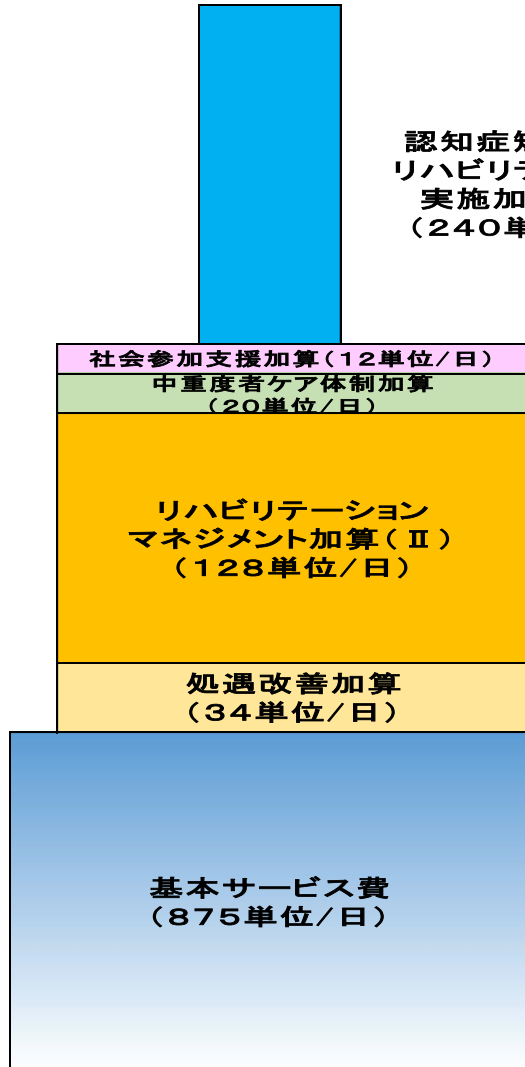 認知症
リハビリ
実施加
（240単
社会参加支援加算（12単位/日）
中重度者ケア体制加算
（20単位/日）
リハビリテーション
マネジメント加算（Ⅱ）
（128単位/日）
処遇改善加算
（34単位/日）
基本サービス費
（875単位/日）